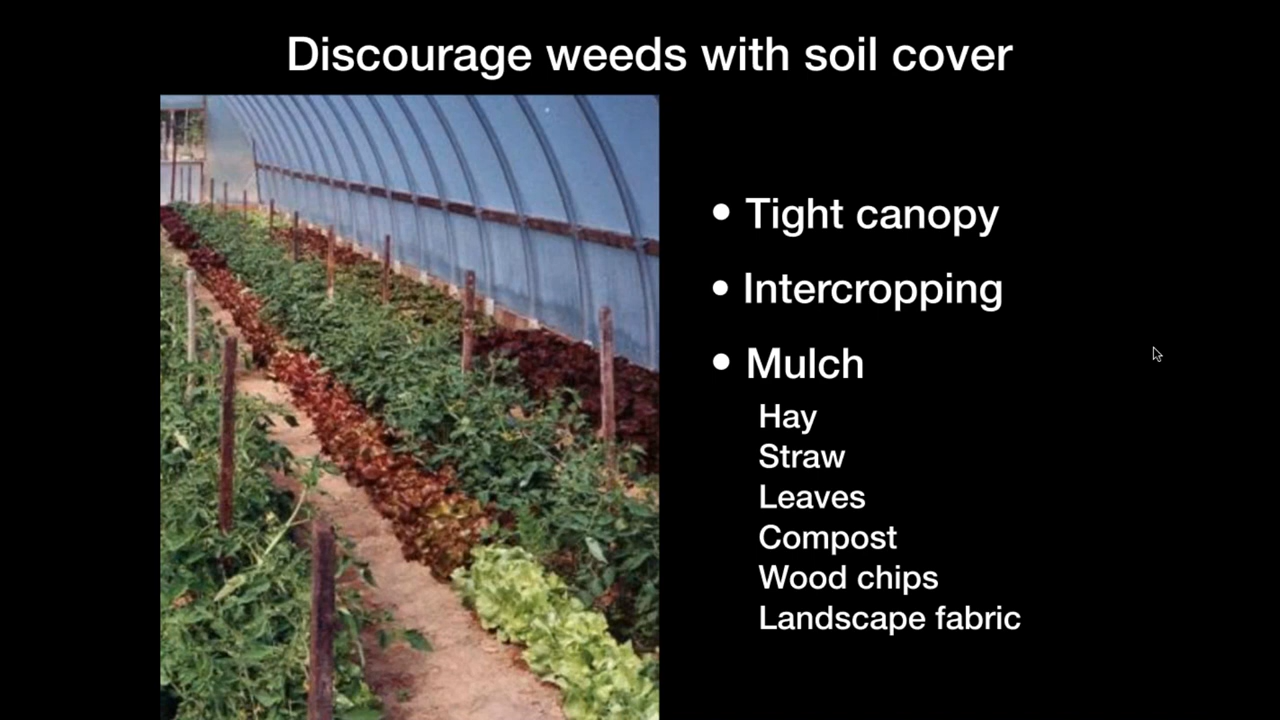 Discourage weeds with soil cover
• Tight canopy
• Intercropping
• Mulch
Hay
Straw
Leaves
Compost
Wood chips
Landscape fabric